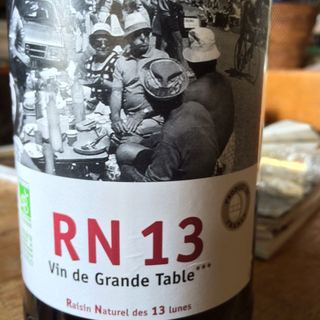 RN 13
Vin de Grande Table***
Raisin Naturel des 13 lunes